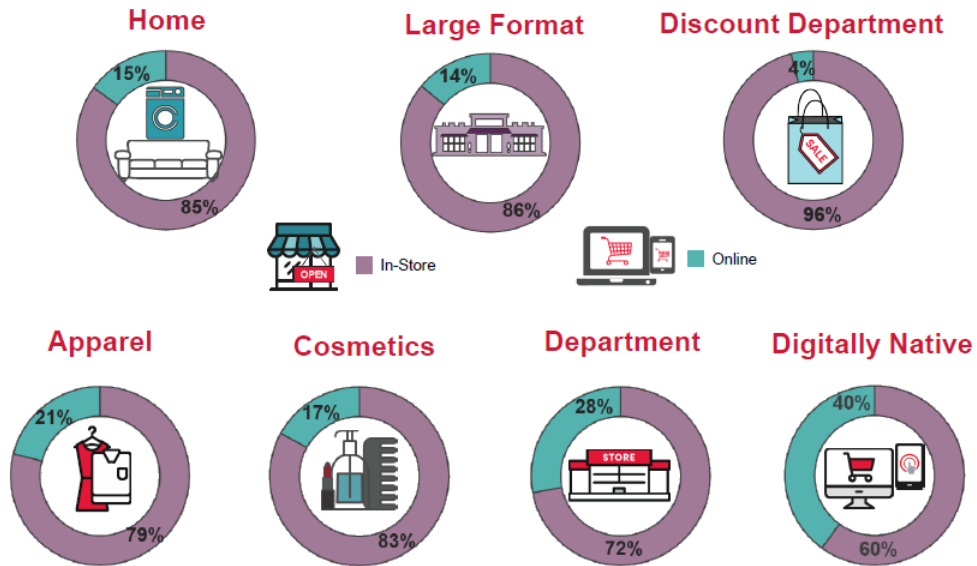 Home
Large Format
Discount Department
15%
14%
4%
SALE
85%
86%
96%
OPEN
In-Store
Online
Apparel
Cosmetics
Department
Digitally Native
21%
17%
28%
40%
STORE
79%
83%
72%
60%